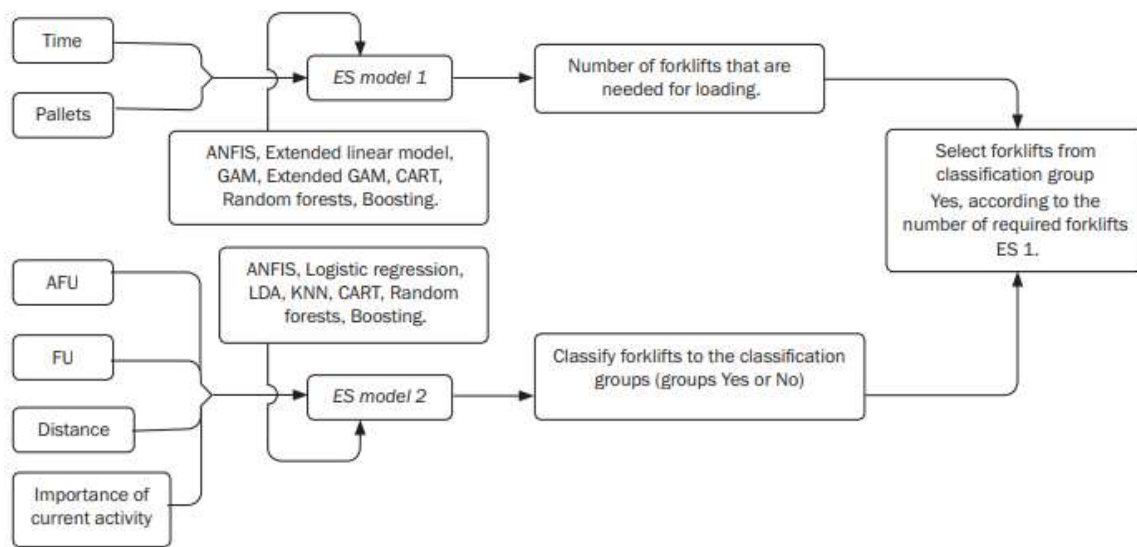 Time
Pallets
ES model 1
ANFIS, Extended linear model,
GAM, Extended GAM, CART,
Random forests, Boosting.
Number of forklifts that are
needed for loading.
Select forklifts from
classification group
Yes, according to the
number of required forklifts
ES 1.
AFU
FU
Distance
Importance of
current activity
ANFIS, Logistic regression,
LDA, KNN, CART, Random
forests, Boosting.
ES model 2
Classify forklifts to the classification
groups (groups Yes or No)